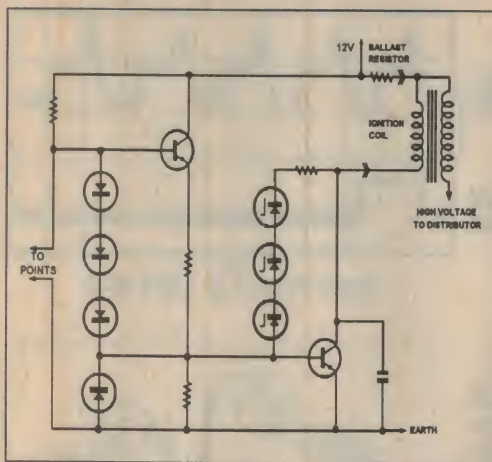 12V
BALLAST
RESISTOR
IGNITION
COIL
HIGH VOLTAGE
TO DISTRIBUTOR
TO
POINTS
EARTH